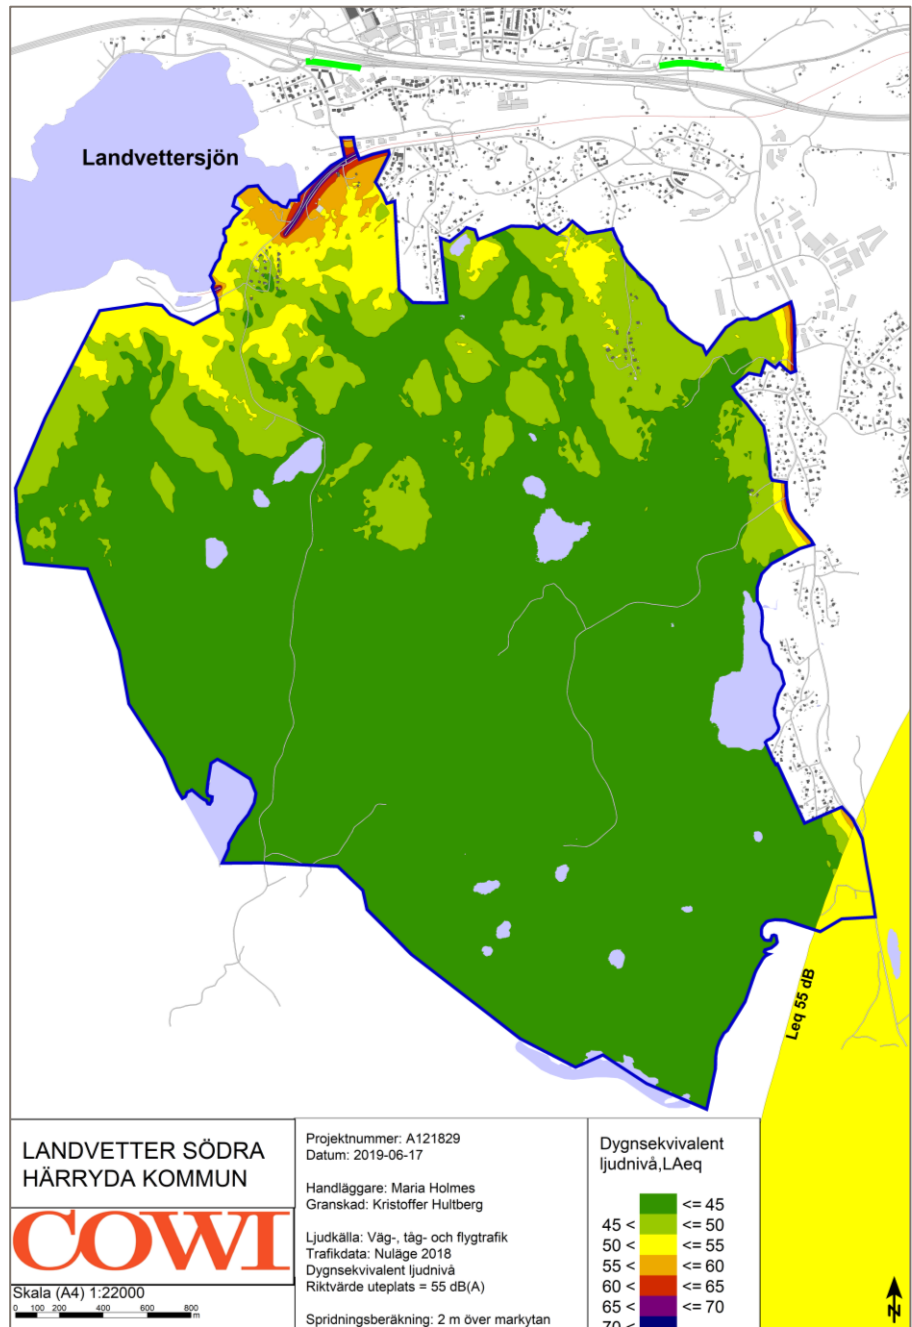 Landvettersjön
Leq 55 dB
LANDVETTER SÖDRA
HÄRRYDA KOMMUN
COWI
Skala (A4) 1:22000
0 100 200 400 600 800
m
Projektnummer: A121829
Datum: 2019-06-17
Handläggare: Maria Holmes
Granskad: Kristoffer Hultberg
Ljudkälla: Väg-, tåg- och flygtrafik
Trafikdata: Nuläge 2018
Dygnsekvivalent ljudnivå
Riktvärde uteplats = 55 dB(A)
Spridningsberäkning: 2 m över markytan
Dygnsekvivalent
ljudnivå,LAeq
<= 45
45 < <= 50
50 < <= 55
55 < <= 60
60 < <= 65
65 < <= 70
70 <
N